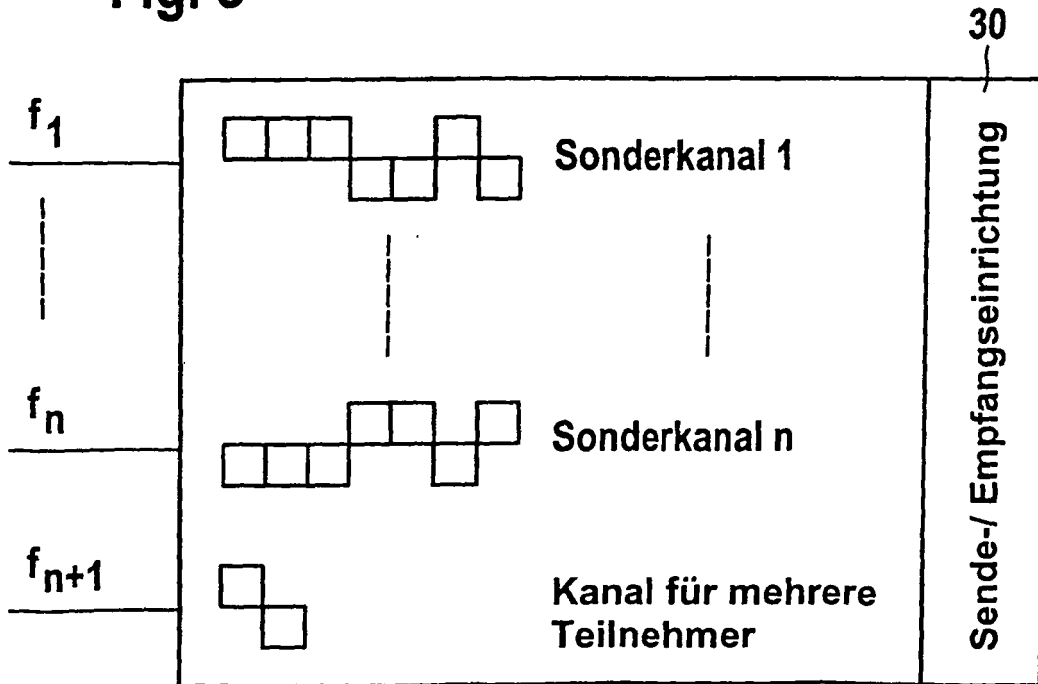 30
f1
Sonderkanal 1
fn
Sonderkanal n
fn+1
Kanal für mehrere
Teilnehmer
Sende-/ Empfangseinrichtung